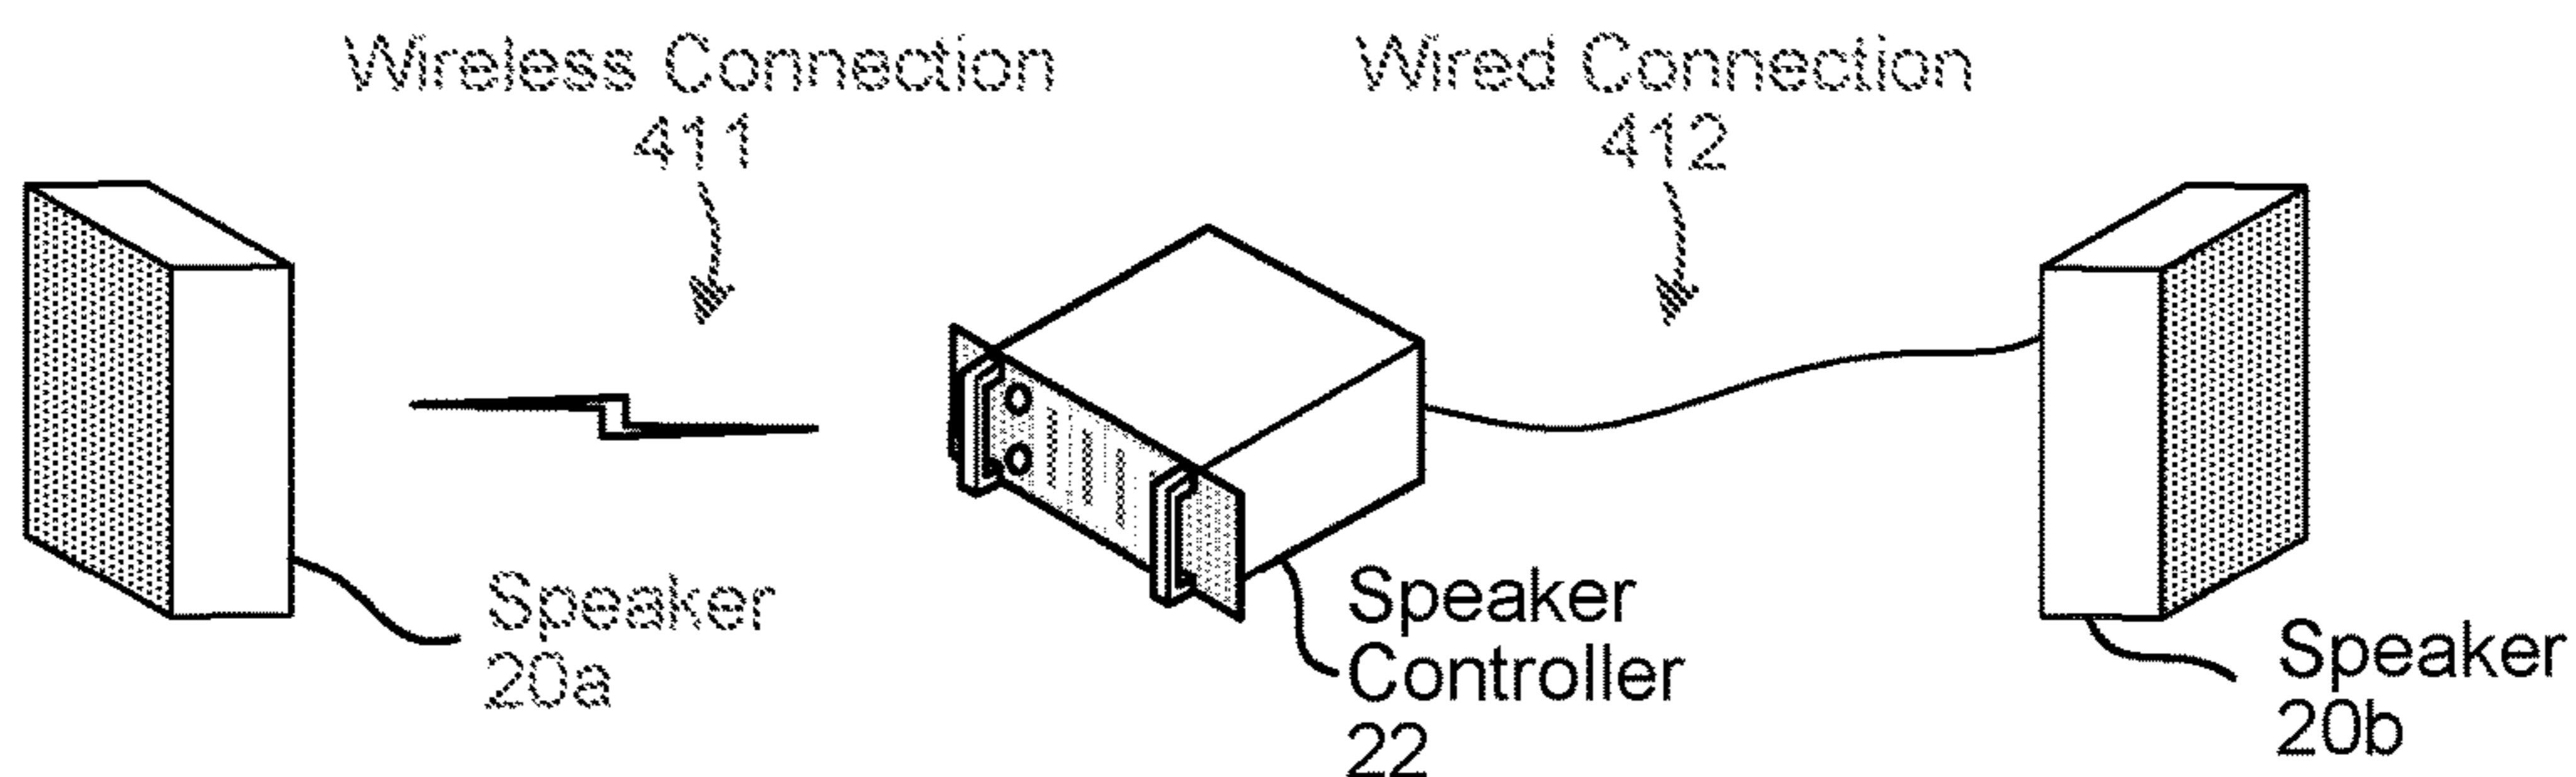 Wireless Connection
411
Wired Connection
412
Speaker
20a
Speaker
Controller
22
Speaker
20b